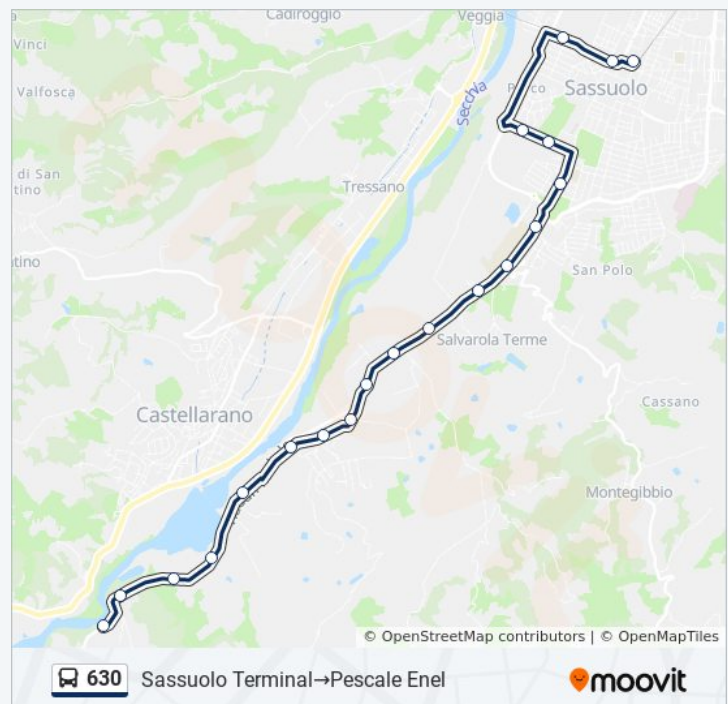 Cadiroggio
Veggia
Vinci
Valfosca
Secchia
Sassuolo
di San
tino
Tressano
San Polo
Salvarola Terme
Castellarano
Cassano
Montegibbio
© OpenStreetMap contributors | © OpenMapTiles
630 Sassuolo Terminal→Pescale Enel
moovit